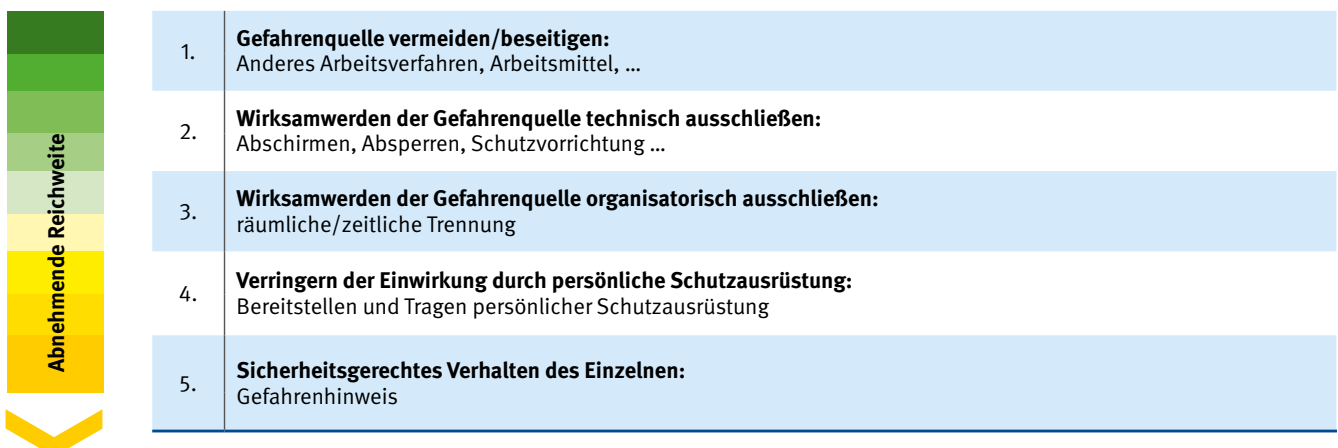 Abnehmende Reichweite
1.
Gefahrenquelle vermeiden/beseitigen:
Anderes Arbeitsverfahren, Arbeitsmittel, ...
2.
Wirksamwerden der Gefahrenquelle technisch ausschließen:
Abschirmen, Absperren, Schutzvorrichtung ...
3.
Wirksamwerden der Gefahrenquelle organisatorisch ausschließen:
räumliche/zeitliche Trennung
4.
Verringern der Einwirkung durch persönliche Schutzausrüstung:
Bereitstellen und Tragen persönlicher Schutzausrüstung
5.
Sicherheitsgerechtes Verhalten des Einzelnen:
Gefahrenhinweis